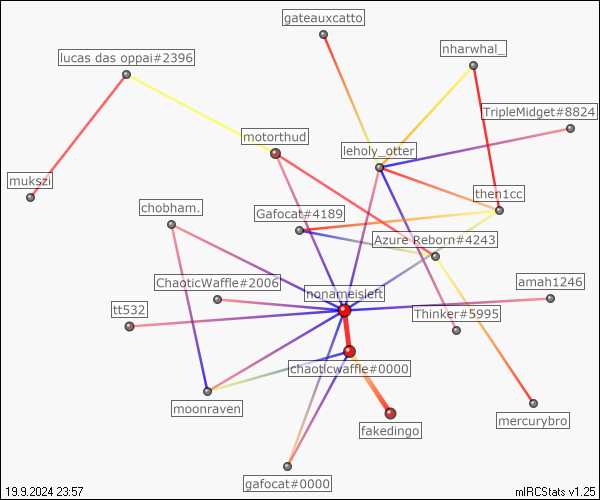 gateauxcatto
nharwhal_
lucas das oppai#2396
TripleMidget#8824
motorthud
leholy_otter
mukszi
then1cc
chobham.
Gafocat#4189
Azure Reborn#4243
ChaoticWaffle#2006
amah1246
nonameisleft
tt532
Thinker#5995
chaoticwaffle#0000
moonraven
mercurybro
fakedingo
gafocat#0000
19.9.2024 23:57
mIRCStats v1.25